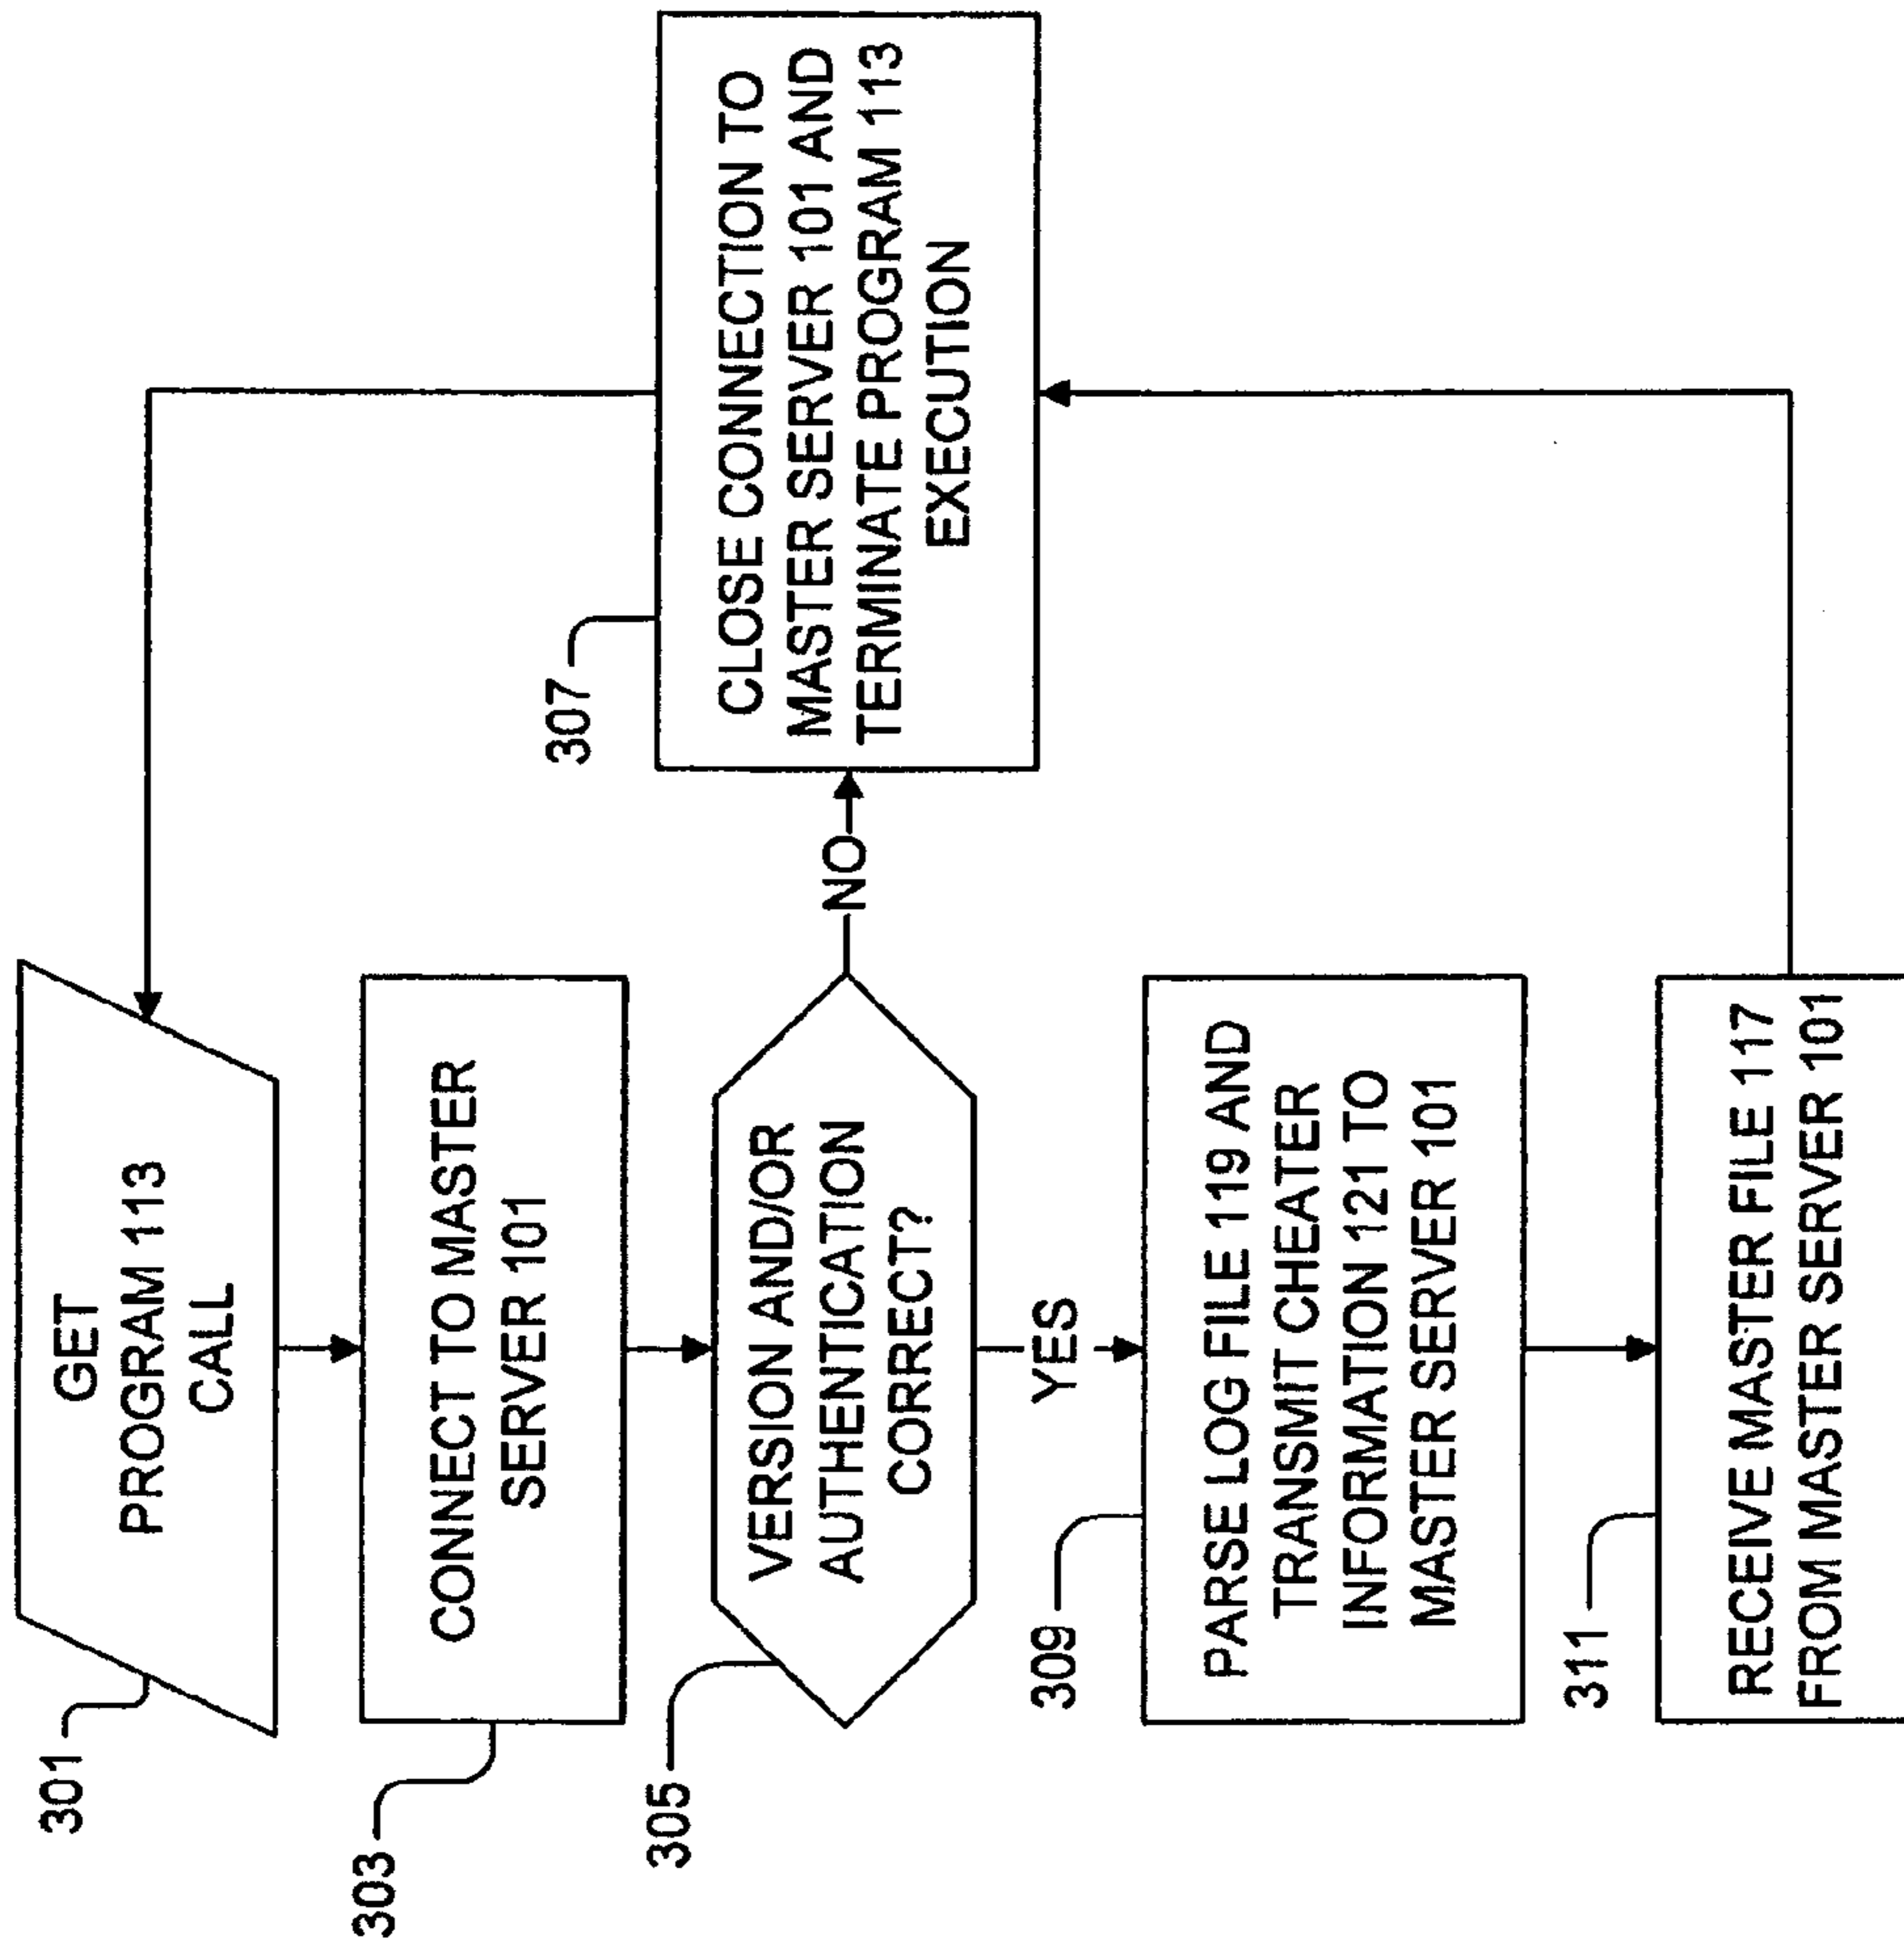 301
GET
PROGRAM 113
CALL
303
CONNECT TO MASTER
SERVER 101
305
VERSION AND/OR
AUTHENTICATION
CORRECT?
NO
307
CLOSE CONNECTION TO
MASTER SERVER 101 AND
TERMINATE PROGRAM 113
EXECUTION
YES
309
PARSE LOG FILE 119 AND
TRANSMIT CHEATER
INFORMATION 121 TO
MASTER SERVER 101
311
RECEIVE MASTER FILE 117
FROM MASTER SERVER 101